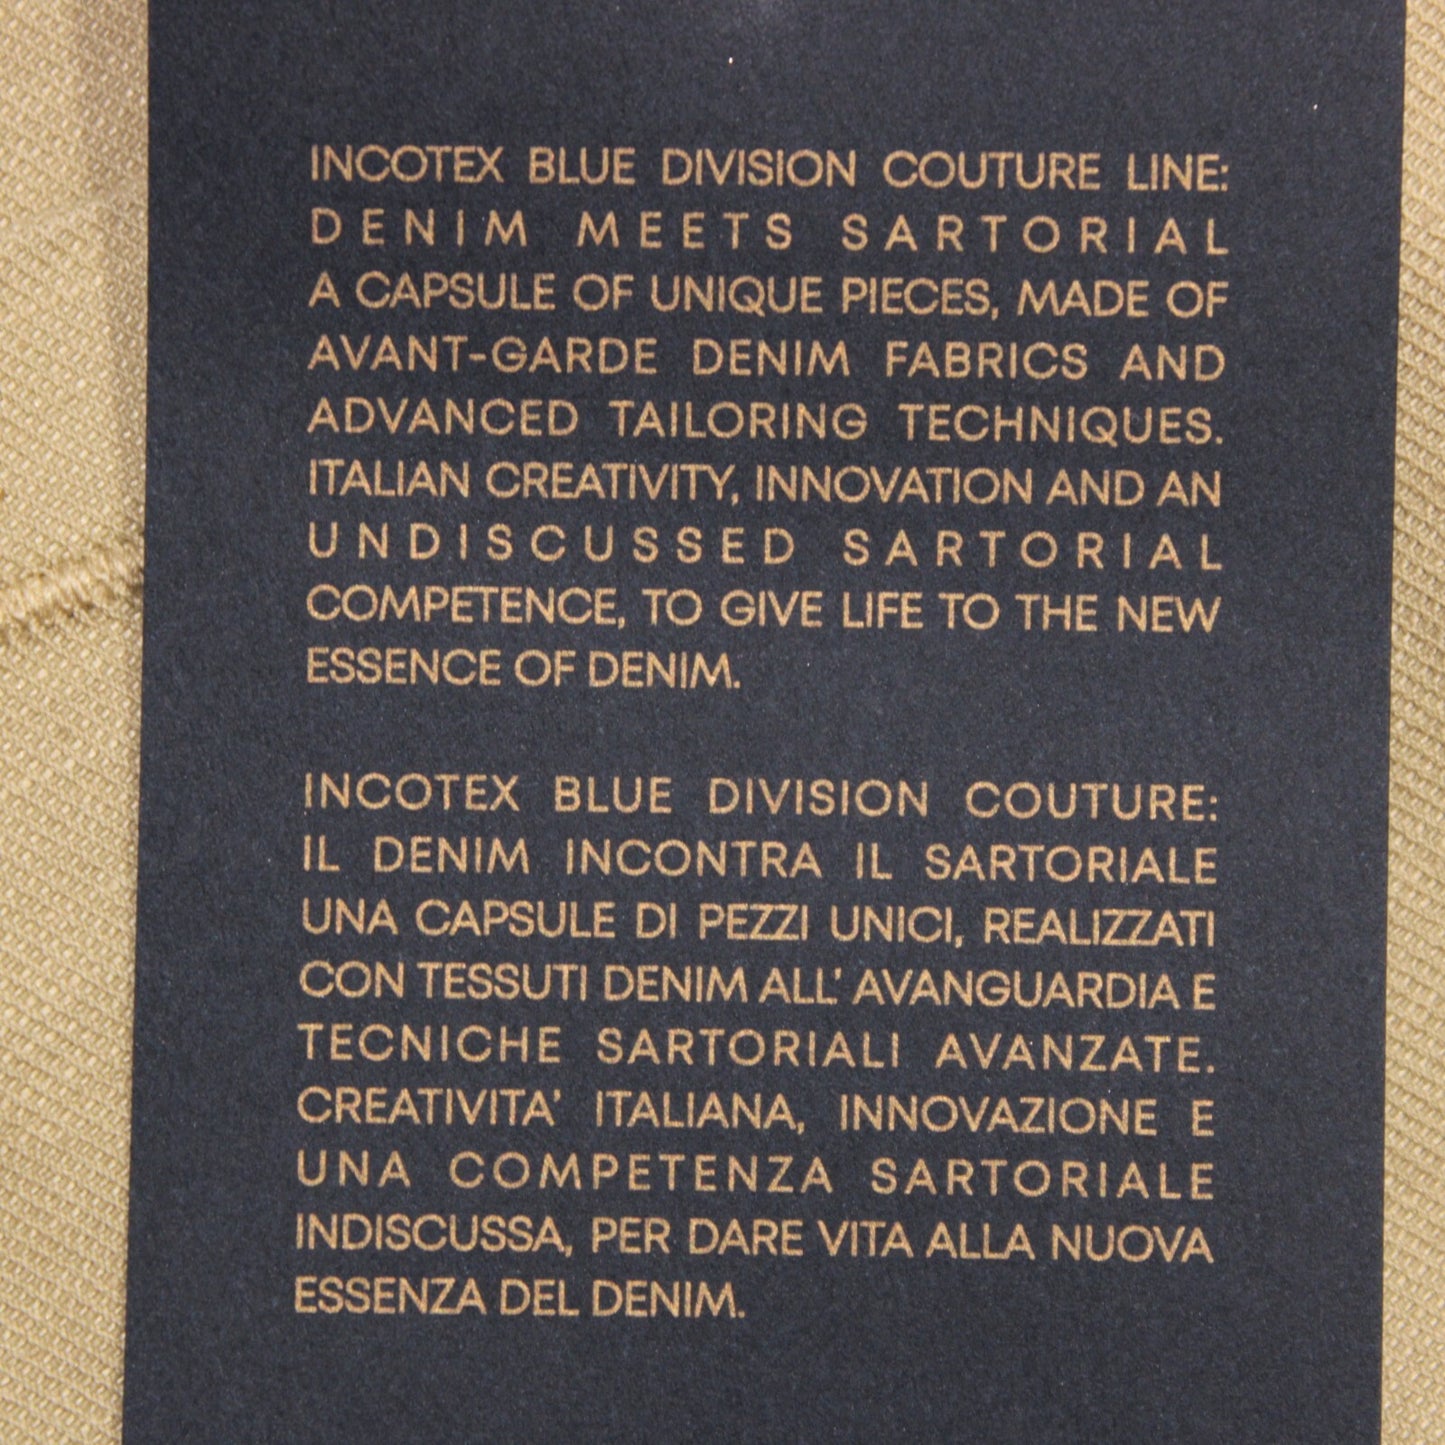 INCOTEX BLUE DIVISION COUTURE LINE:
DENIM MEETS SARTORIAL
A CAPSULE OF UNIQUE PIECES, MADE OF
AVANT-GARDE DENIM FABRICS AND
ADVANCED TAILORING TECHNIQUES.
ITALIAN CREATIVITY, INNOVATION AND AN
UNDISCUSSED SARTORIAL
COMPETENCE, TO GIVE LIFE TO THE NEW
ESSENCE OF DENIM.
INCOTEX BLUE DIVISION COUTURE:
IL DENIM INCONTRA IL SARTORIALE
UNA CAPSULE DI PEZZI UNICI, REALIZZATI
CON TESSUTI DENIM ALL' AVANGUARDIA E
TECNICHE SARTORIALI AVANZATE.
CREATIVITA' ITALIANA, INNOVAZIONE E
UNA COMPETENZA SARTORIALE
INDISCUSSA, PER DARE VITA ALLA NUOVA
ESSENZA DEL DENIM.